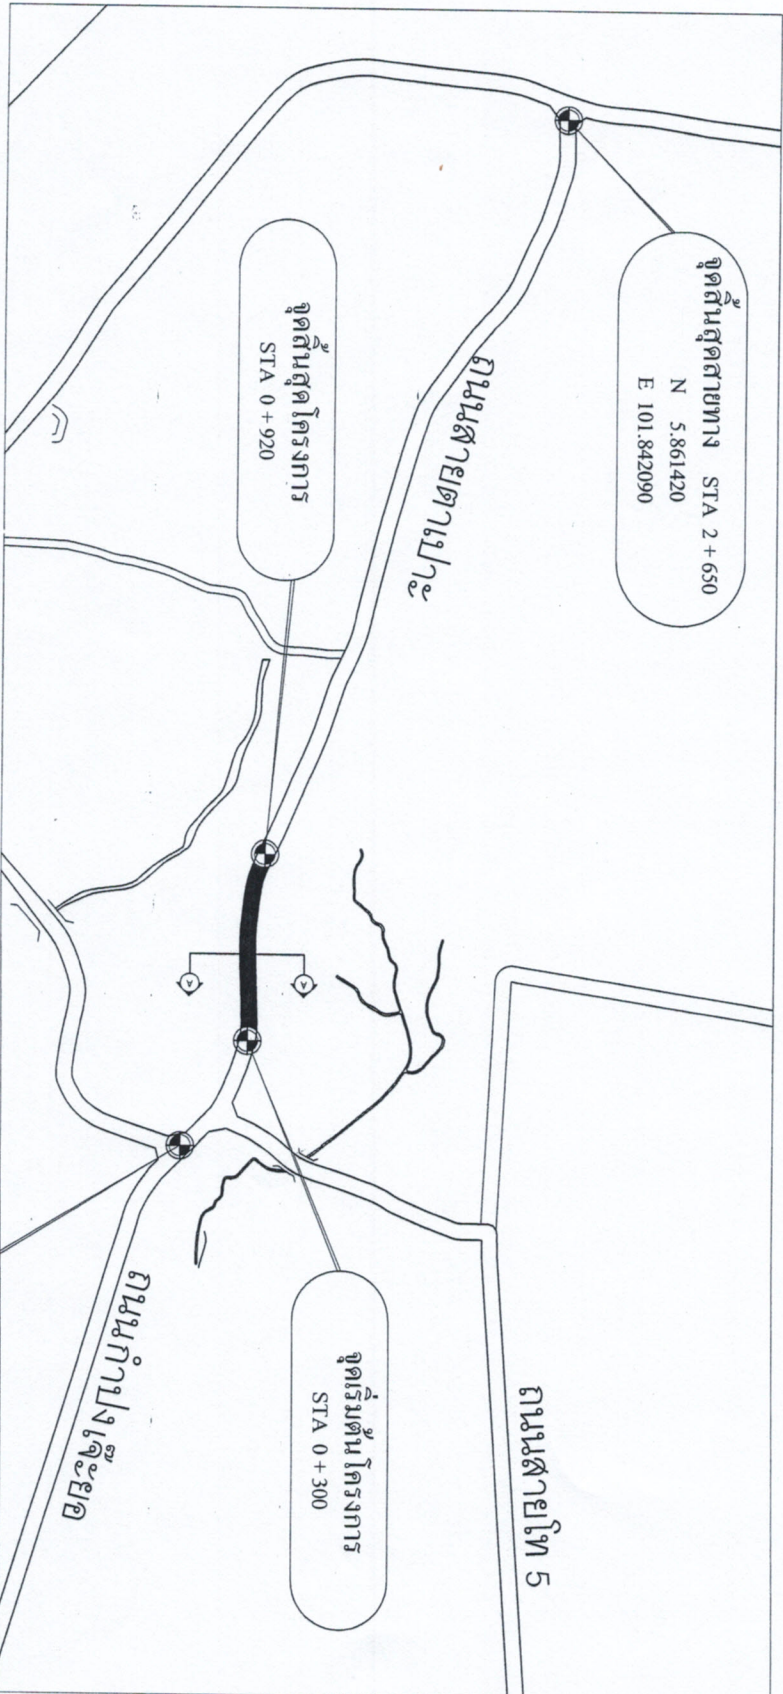 จุดสิ้นสุดสายทาง STA 2+650
N 5.861420
E 101.842090
ถนนสายตาเปาะ
จุดสิ้นสุดโครงการ
STA 0+920
ถนนสายโท 5
จุดเริ่มต้นโครงการ
STA 0+300
A
A
ถนนกำปงเจ๊ะยอ